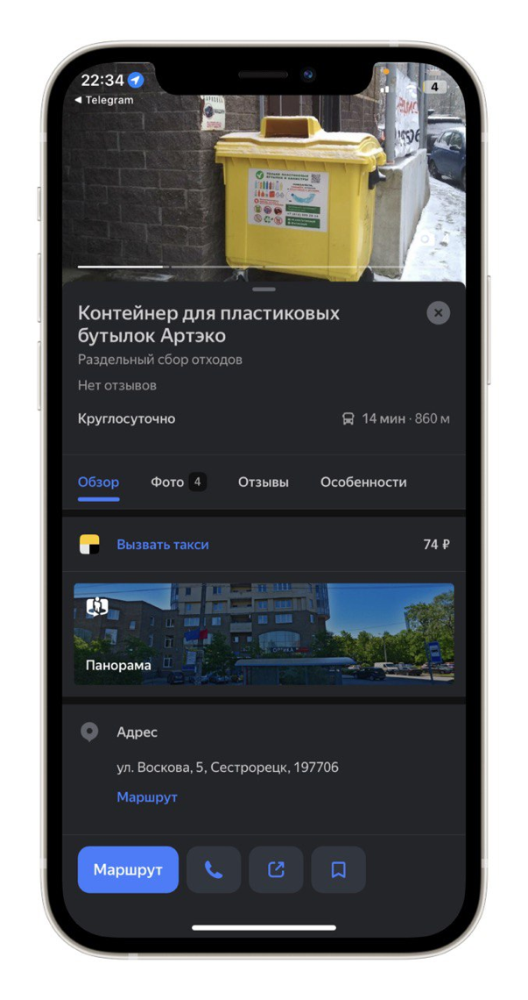 22:34
4
◄ Telegram
Контейнер для пластиковых
бутылок Артэко
Раздельный сбор отходов
Нет отзывов
Круглосуточно
14 мин · 860 м
Обзор
Фото 4
Отзывы
Особенности
Вызвать такси
74 ₽
ОПТИКА
Панорама
Адрес
ул. Воскова, 5, Сестрорецк, 197706
Маршрут
Маршрут